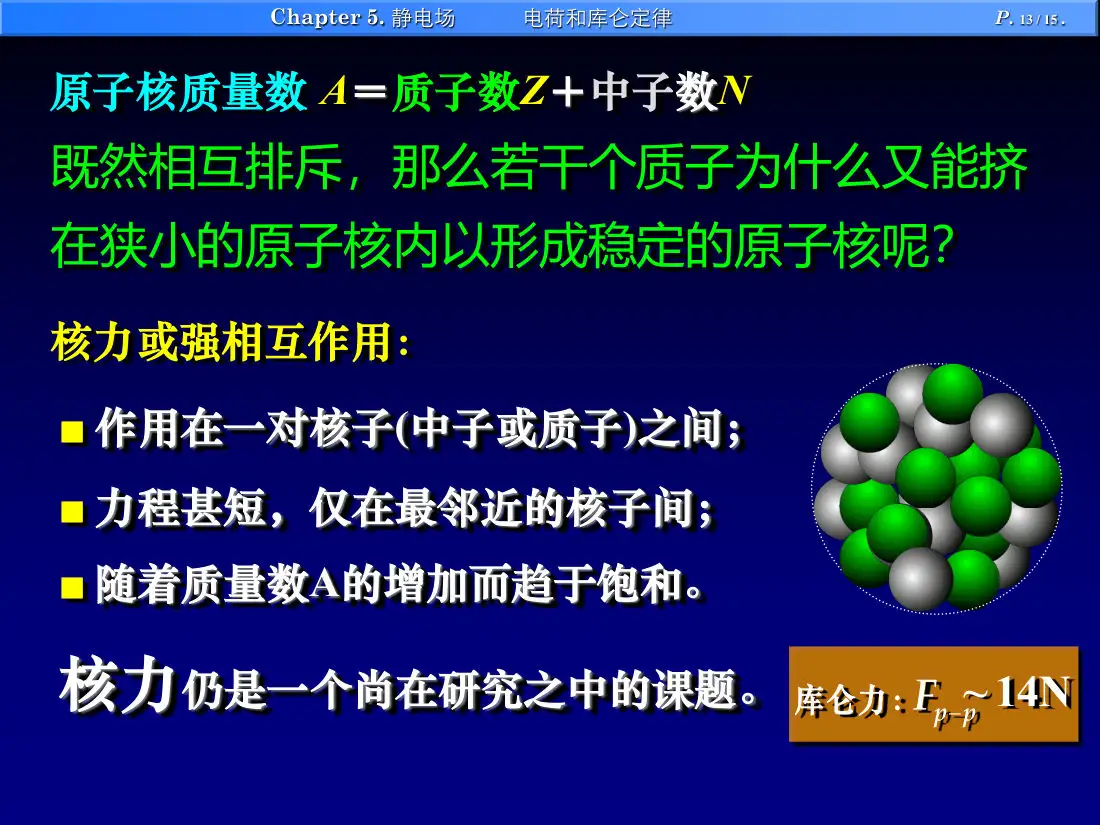 Chapter 5. 静电场 电荷和库仑定律 P. 13 / 15 .
原子核质量数 A＝质子数Z＋中子数N
既然相互排斥，那么若干个质子为什么又能挤
在狭小的原子核内以形成稳定的原子核呢？
核力或强相互作用：
■ 作用在一对核子(中子或质子)之间；
■ 力程甚短，仅在最邻近的核子间；
■ 随着质量数A的增加而趋于饱和。
核力仍是一个尚在研究之中的课题。
库仑力 : Fp–p ~ 14N